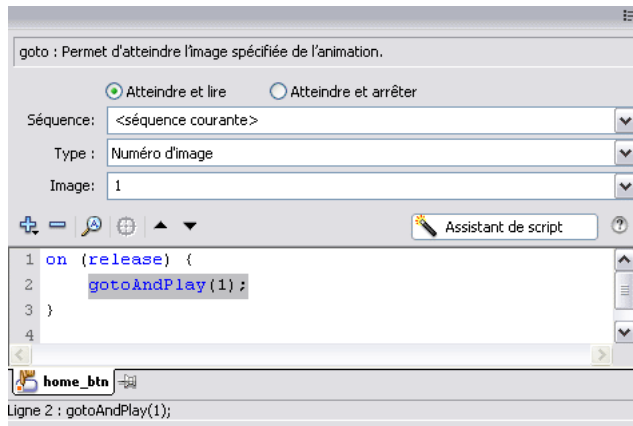 goto : Permet d'atteindre l'image spécifiée de l'animation.
Atteindre et lire Atteindre et arrêter
Séquence: <séquence courante>
Type : Numéro d'image
Image: 1
Assistant de script
1 on (release) {
2 gotoAndPlay(1);
3 }
4
home_btn
Ligne 2 : gotoAndPlay(1);